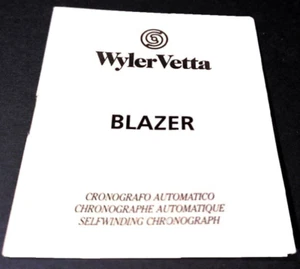 WylerVetta
BLAZER
CRONOGRAFO AUTOMATICO
CHRONOGRAPHE AUTOMATIQUE
SELFWINDING CHRONOGRAPH